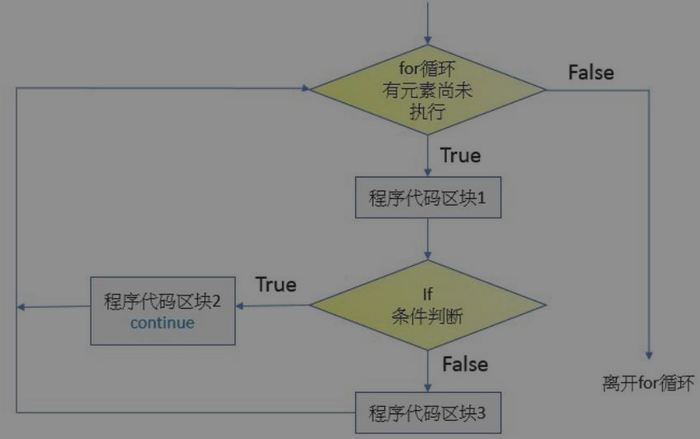 for循环
有元素尚未
执行
False
True
程序代码区块1
If
条件判断
True
程序代码区块2
continue
False
程序代码区块3
离开for循环